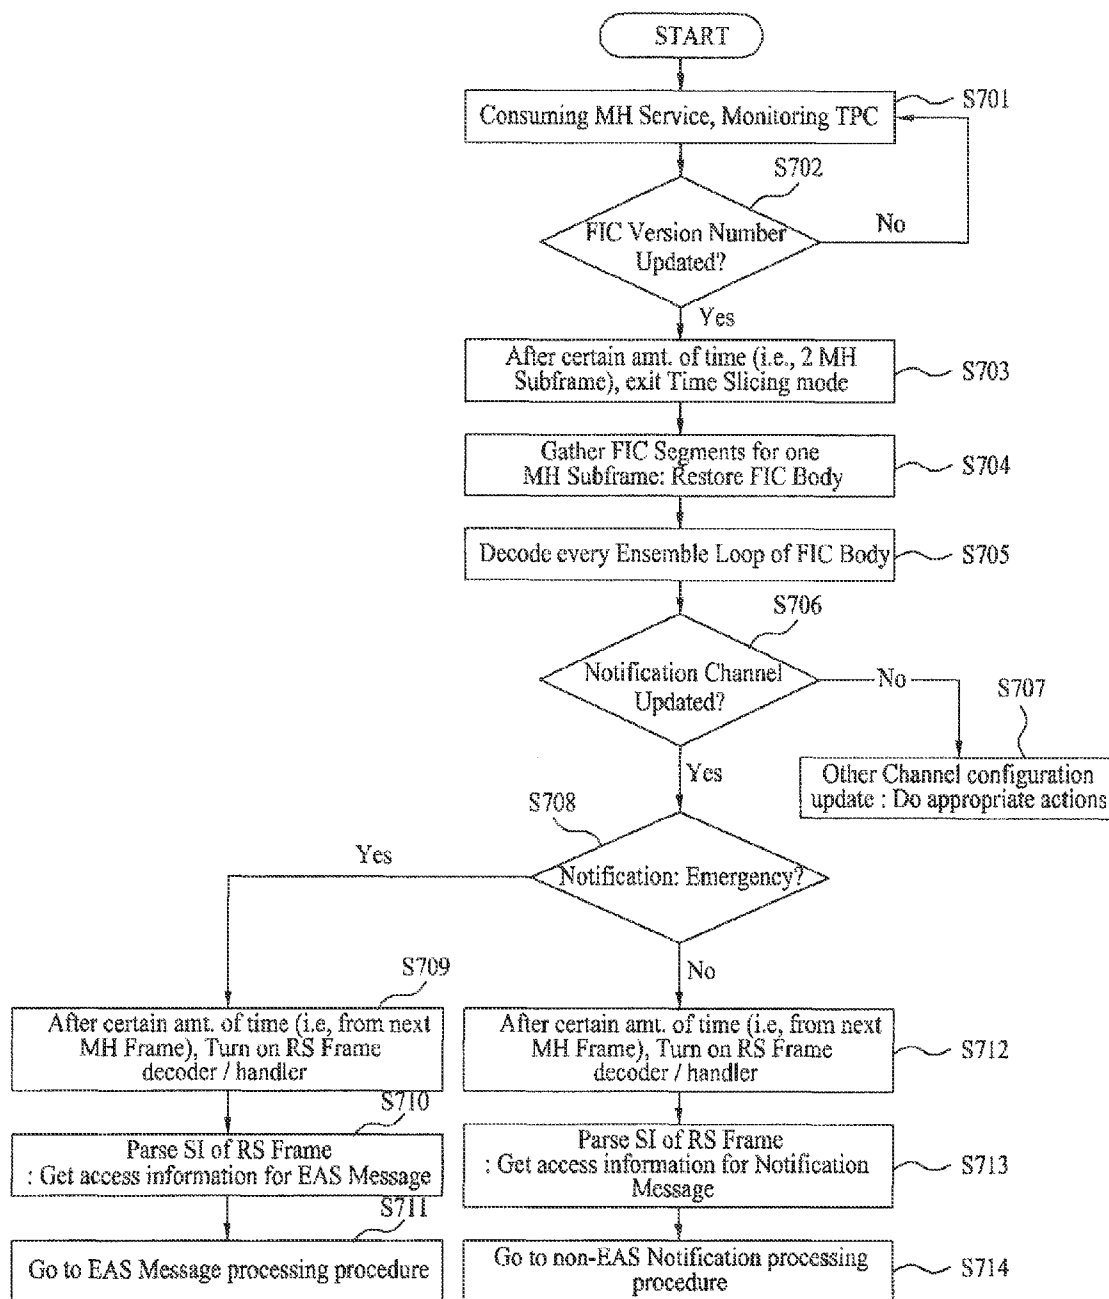 START
S701
Consuming MH Service, Monitoring TPC
S702
FIC Version Number
Updated?
No
Yes
After certain amt. of time (i.e., 2 MH
Subframe), exit Time Slicing mode
S703
Gather FIC Segments for one
MH Subframe: Restore FIC Body
S704
Decode every Ensemble Loop of FIC Body
S705
S706
Notification Channel
Updated?
No
S707
Yes
Other Channel configuration
update : Do appropriate actions
S708
Yes
Notification: Emergency?
No
S709
After certain amt. of time (i.e, from next
MH Frame), Turn on RS Frame
decoder / handler
After certain amt. of time (i.e, from next
MH Frame), Turn on RS Frame
decoder / handler
S712
S710
Parse SI of RS Frame
: Get access information for EAS Message
Parse SI of RS Frame
: Get access information for Notification
Message
S713
S711
Go to EAS Message processing procedure
Go to non-EAS Notification processing
procedure
S714